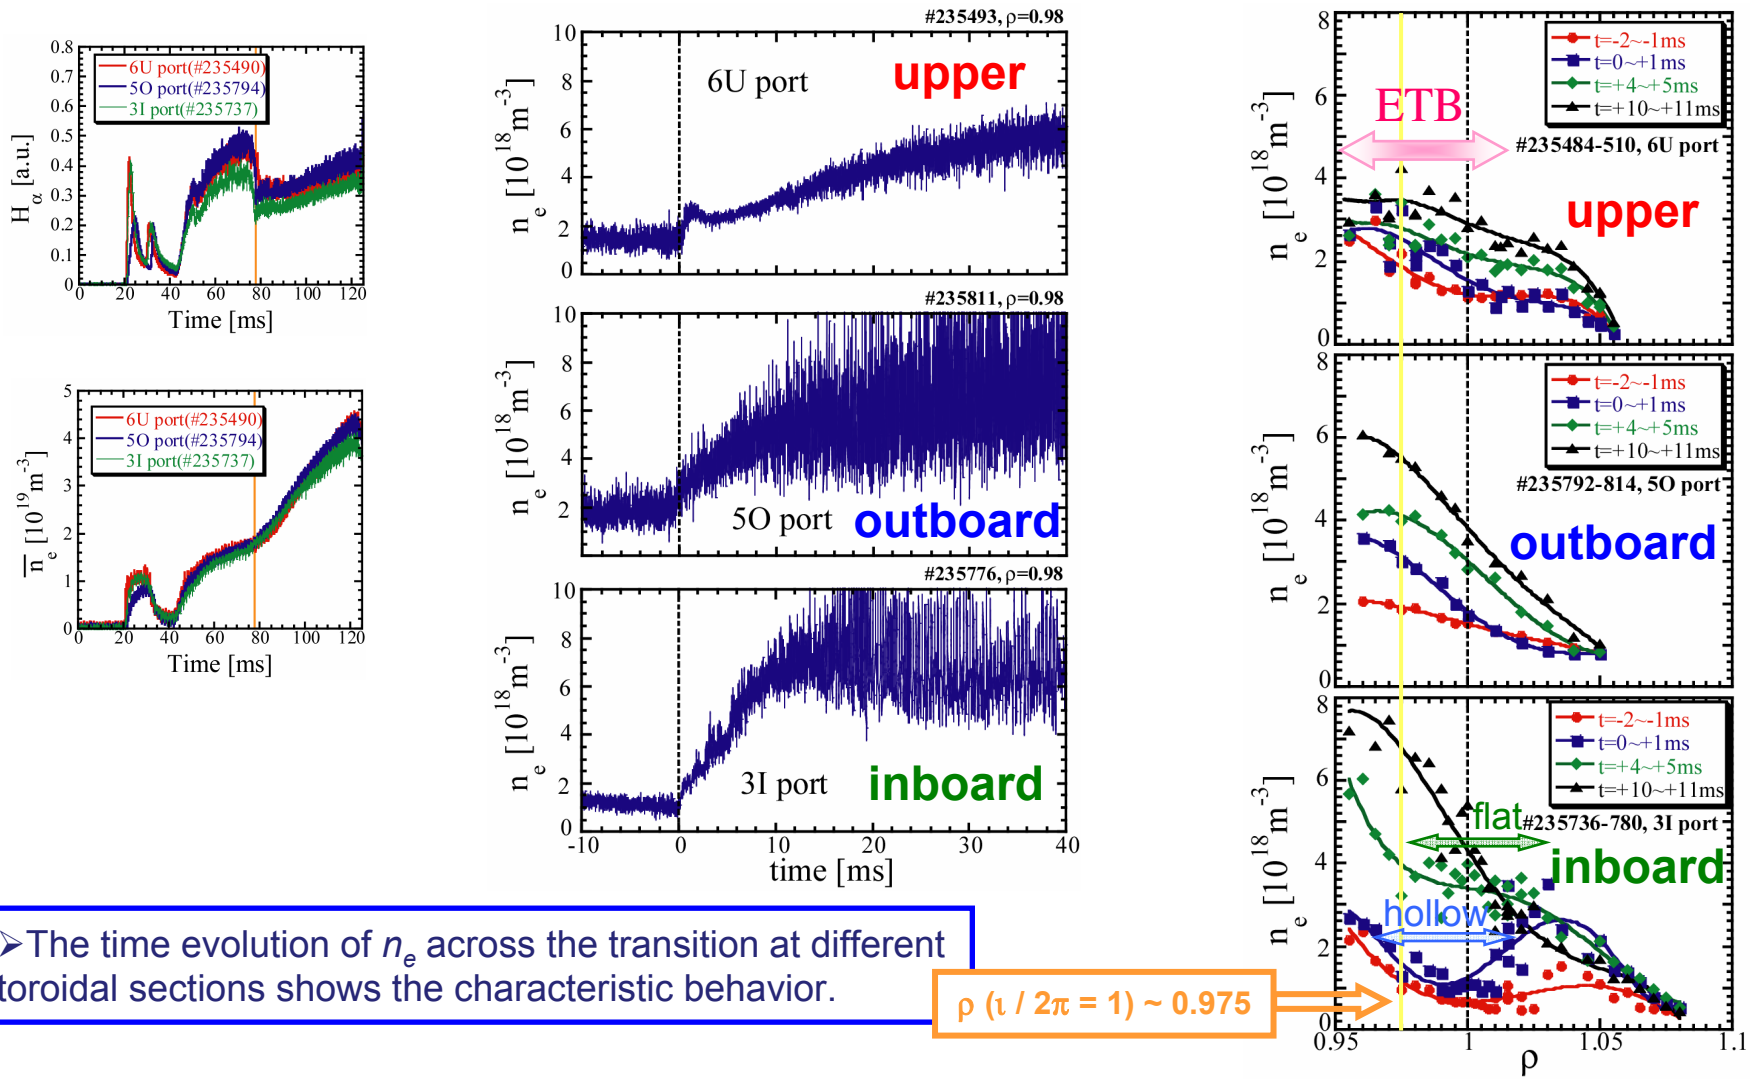 0.8
0.7
0.6
0.5
0.4
0.3
0.2
0.1
0
Hα [a.u.]
6U port(#235490)
5O port(#235794)
3I port(#235737)
0 20 40 60 80 100 120
Time [ms]
5
4
3
2
1
0
n̅e [10^19 m^-3]
6U port(#235490)
5O port(#235794)
3I port(#235737)
0 20 40 60 80 100 120
Time [ms]
#235493, ρ=0.98
10
8
6
4
2
0
ne [10^18 m^-3]
6U port
upper
#235811, ρ=0.98
10
8
6
4
2
ne [10^18 m^-3]
5O port
outboard
#235776, ρ=0.98
10
8
6
4
2
0
ne [10^18 m^-3]
3I port
inboard
-10 0 10 20 30 40
time [ms]
8
6
4
2
0
ne [10^18 m^-3]
t=-2~-1ms
t=0~+1ms
t=+4~+5ms
t=+10~+11ms
ETB
#235484-510, 6U port
upper
8
6
4
2
0
ne [10^18 m^-3]
t=-2~-1ms
t=0~+1ms
t=+4~+5ms
t=+10~+11ms
#235792-814, 5O port
outboard
8
6
4
2
0
ne [10^18 m^-3]
t=-2~-1ms
t=0~+1ms
t=+4~+5ms
t=+10~+11ms
flat
#235736-780, 3I port
inboard
hollow
0.95 1 1.05 1.1
ρ
➢The time evolution of ne across the transition at different
toroidal sections shows the characteristic behavior.
ρ (ι / 2π = 1) ~ 0.975